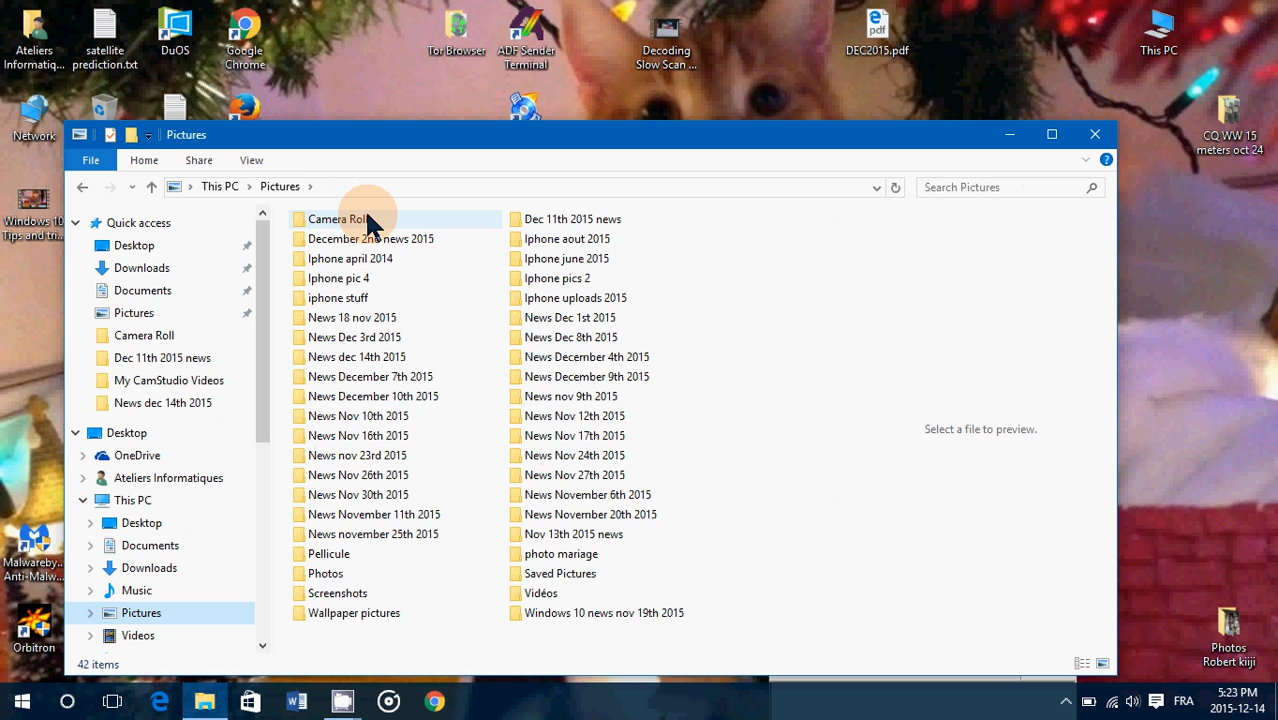 Ateliers
Informatiq...
satellite
prediction.txt
DuOS
Google
Chrome
Tor Browser
ADF Sender
Terminal
Decoding
Slow Scan ...
DEC2015.pdf
This PC
Network
CQ WW 15
meters oct 24
Windows 10
Tips and tri...
Malwareby...
Anti-Malw...
Orbitron
Photos
Robert kiiji
Pictures
File
Home
Share
View
This PC
Pictures
Search Pictures
Quick access
Desktop
Downloads
Documents
Pictures
Camera Roll
Dec 11th 2015 news
My CamStudio Videos
News dec 14th 2015
Desktop
OneDrive
Ateliers Informatiques
This PC
Desktop
Documents
Downloads
Music
Pictures
Videos
Camera Roll
Dec 11th 2015 news
December 2nd news 2015
Iphone aout 2015
Iphone april 2014
Iphone june 2015
Iphone pic 4
Iphone pics 2
iphone stuff
Iphone uploads 2015
News 18 nov 2015
News Dec 1st 2015
News Dec 3rd 2015
News Dec 8th 2015
News dec 14th 2015
News December 4th 2015
News December 7th 2015
News December 9th 2015
News December 10th 2015
News nov 9th 2015
News Nov 10th 2015
News Nov 12th 2015
News Nov 16th 2015
News Nov 17th 2015
News nov 23rd 2015
News Nov 24th 2015
News Nov 26th 2015
News Nov 27th 2015
News Nov 30th 2015
News November 6th 2015
News November 11th 2015
News Novernber 20th 2015
News november 25th 2015
Nov 13th 2015 news
Pellicule
photo mariage
Photos
Saved Pictures
Screenshots
Vidéos
Wallpaper pictures
Windows 10 news nov 19th 2015
Select a file to preview.
42 items
FRA
5:23 PM
2015-12-14